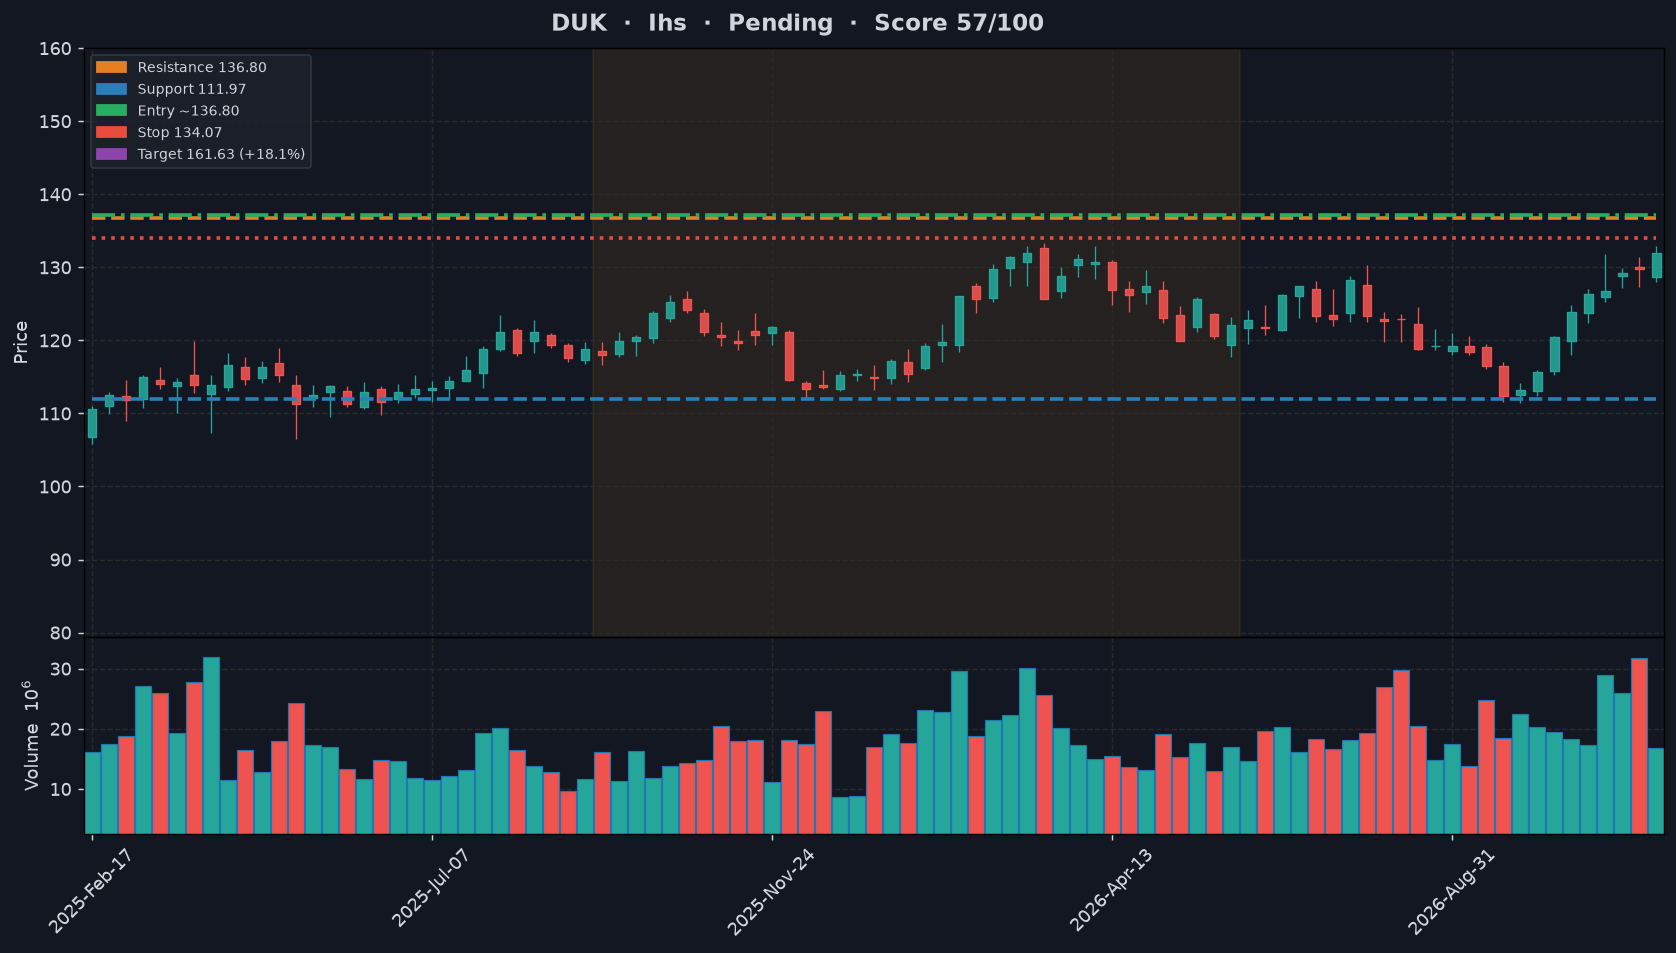 DUK · Ihs · Pending · Score 57/100
Resistance 136.80
Support 111.97
Entry ~136.80
Stop 134.07
Target 161.63 (+18.1%)
Price
160
150
140
130
120
110
100
90
80
Volume 10⁶
30
20
10
2025-Feb-17
2025-Jul-07
2025-Nov-24
2026-Apr-13
2026-Aug-31